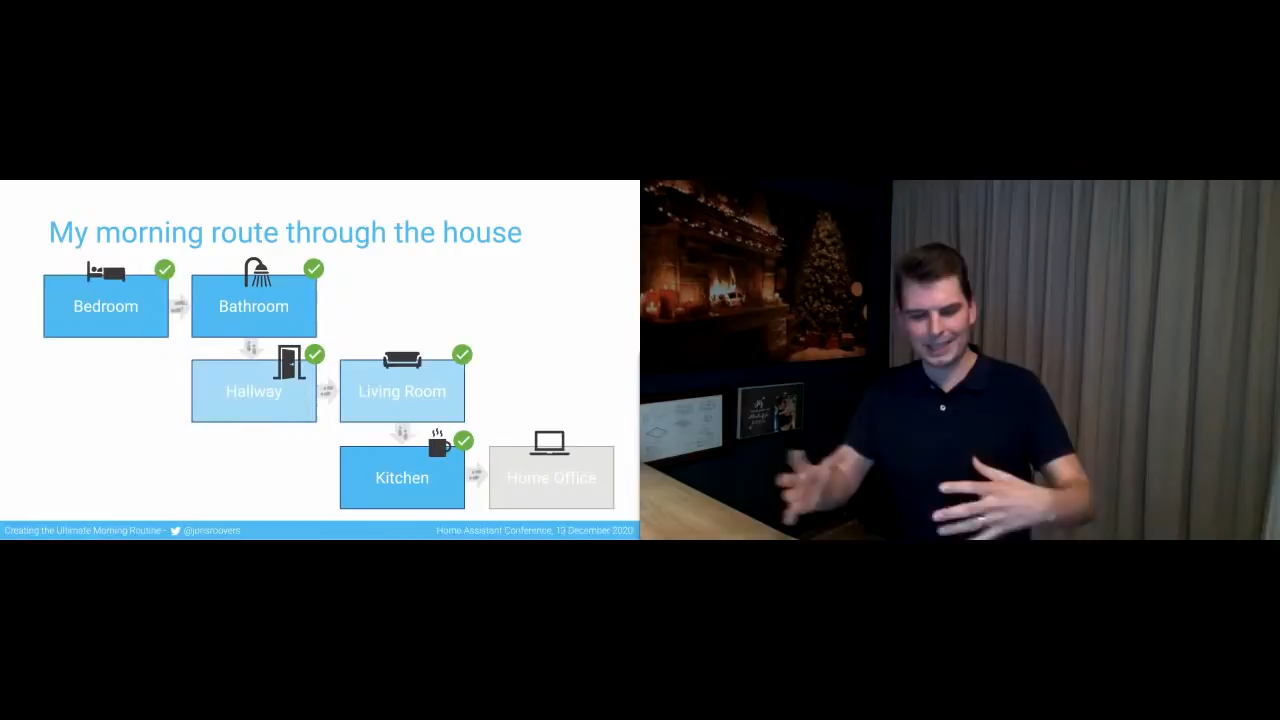 My morning route through the house
Bedroom
Bathroom
Hallway
Living Room
Kitchen
Home Office
Creating the Ultimate Morning Routine - @jorisroovers
Home Assistant Conference, 13 December 2020